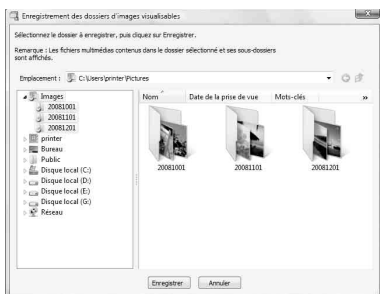 Enregistrement des dossiers d'images visualisables
Sélectionnez le dossier à enregistrer, puis cliquez sur Enregistrer.
Remarque : Les fichiers multimédias contenus dans le dossier sélectionné et ses sous-dossiers
sont affichés.
Emplacement : C:\Users\printer\Pictures
Images
20081001
20081101
20081201
printer
Bureau
Public
Disque local (C:)
Disque local (D:)
Disque local (E:)
Disque local (G:)
Réseau
Nom Date de la prise de vue Mots-clés »
20081001 20081101 20081201
Enregistrer Annuler